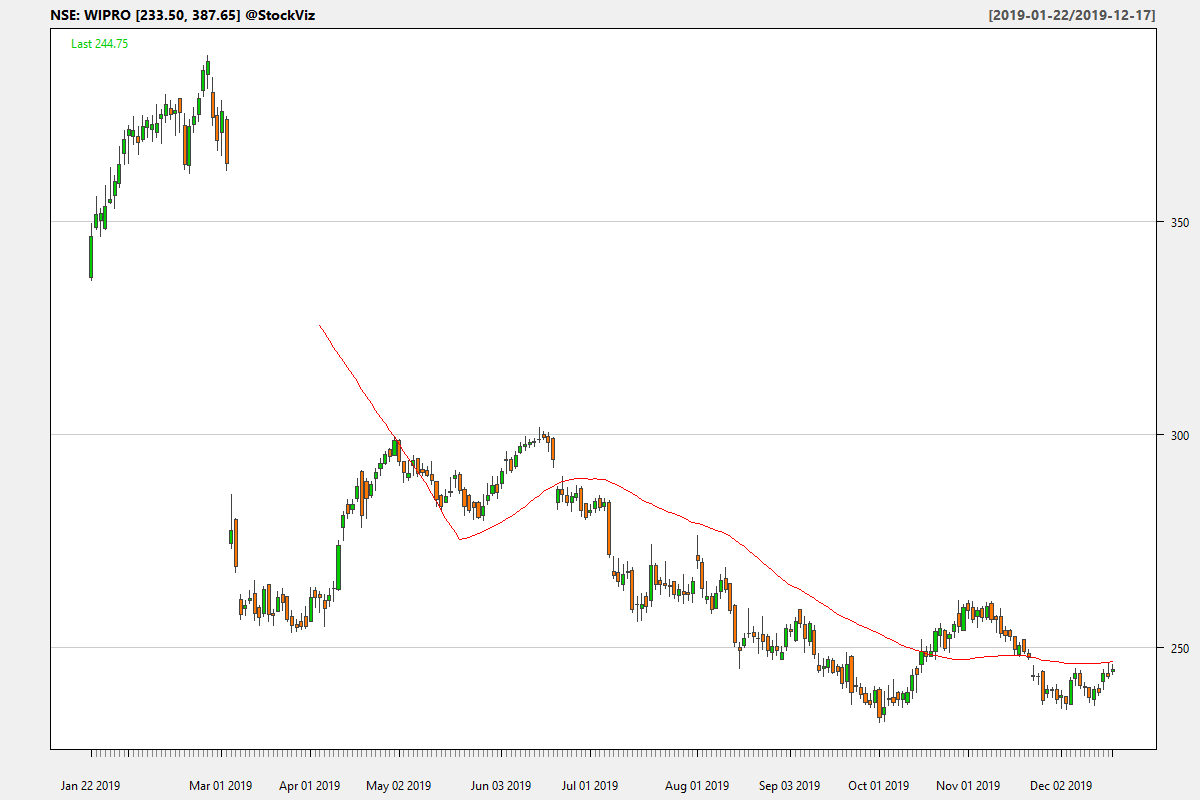 NSE: WIPRO [233.50, 387.65] @StockViz [2019-01-22/2019-12-17]
Last 244.75
350
300
250
Jan 22 2019 Mar 01 2019 Apr 01 2019 May 02 2019 Jun 03 2019 Jul 01 2019 Aug 01 2019 Sep 03 2019 Oct 01 2019 Nov 01 2019 Dec 02 2019